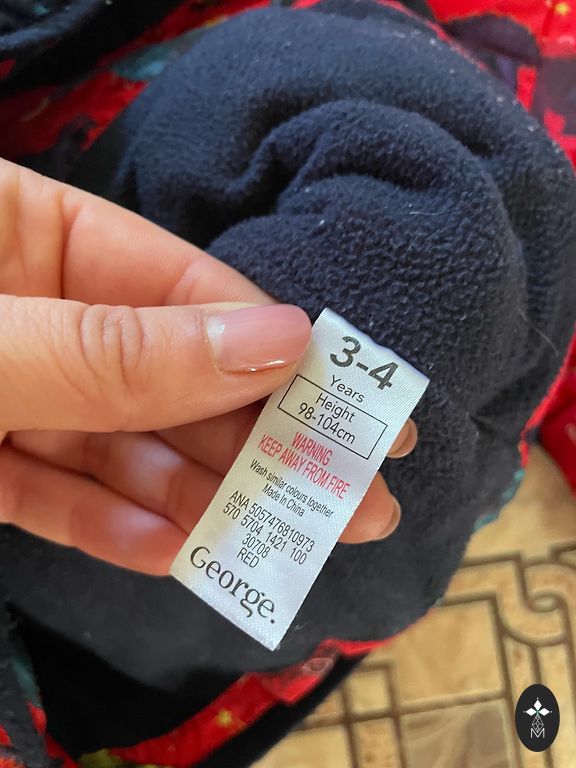 3-4
Years
Height
98-104cm
WARNING
KEEP AWAY FROM FIRE
Wash similar colours together
Made In China
ANA 5057476810973
570 5704 1421 100
30708
RED
George.